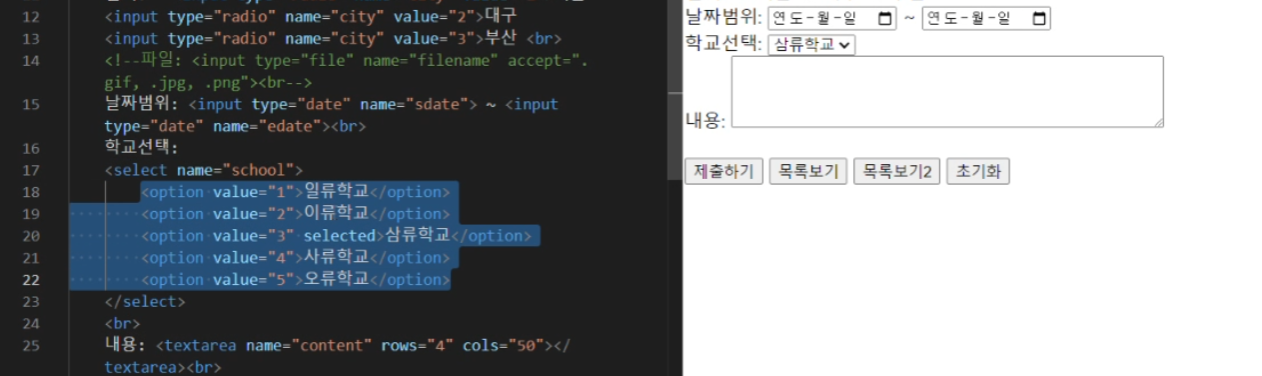 12 <input type="radio" name="city" value="2">대구
13 <input type="radio" name="city" value="3">부산 <br>
14 <!--파일: <input type="file" name="filename" accept=".
gif, .jpg, .png"><br-->
15 날짜범위: <input type="date" name="sdate"> ~ <input
type="date" name="edate"><br>
16 학교선택:
17 <select name="school">
18 <option value="1">일류학교</option>
19 <option value="2">이류학교</option>
20 <option value="3" selected>삼류학교</option>
21 <option value="4">사류학교</option>
22 <option value="5">오류학교</option>
23 </select>
24 <br>
25 내용: <textarea name="content" rows="4" cols="50"></
textarea><br>
날짜범위: 연도-월-일 ~ 연도-월-일
학교선택: 삼류학교
내용:
제출하기 목록보기 목록보기2 초기화